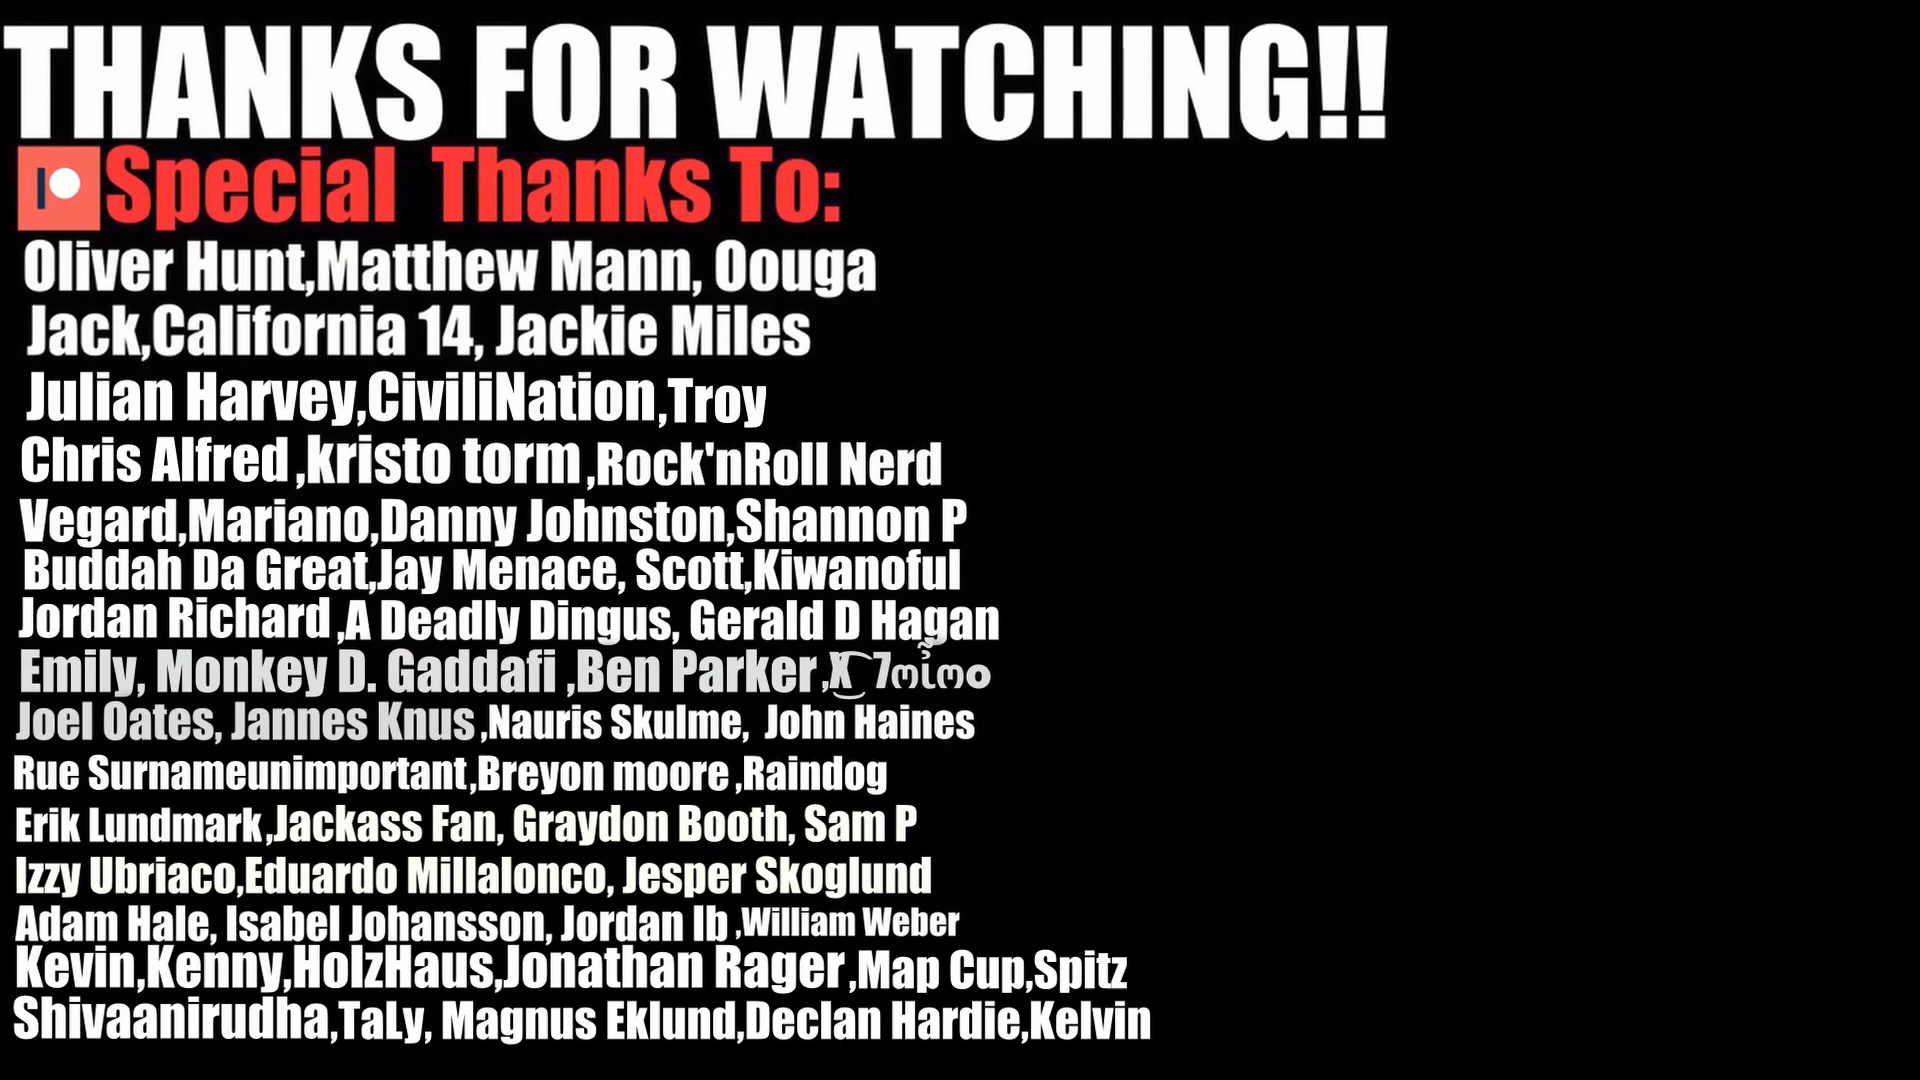 THANKS FOR WATCHING!!
Special Thanks To:
Oliver Hunt,Matthew Mann, Oouga
Jack,California 14, Jackie Miles
Julian Harvey,CiviliNation,Troy
Chris Alfred ,kristo torm ,Rock'nRoll Nerd
Vegard,Mariano,Danny Johnston,Shannon P
Buddah Da Great,Jay Menace, Scott,Kiwanoful
Jordan Richard ,A Deadly Dingus, Gerald D Hagan
Emily, Monkey D. Gaddafi ,Ben Parker,
Joel Oates, Jannes Knus ,Nauris Skulme, John Haines
Rue Surnameunimportant,Breyon moore ,Raindog
Erik Lundmark,Jackass Fan, Graydon Booth, Sam P
Izzy Ubriaco,Eduardo Millalonco, Jesper Skoglund
Adam Hale, Isabel Johansson, Jordan Ib ,William Weber
Kevin,Kenny,HolzHaus,Jonathan Rager ,Map Cup,Spitz
Shivaanirudha,TaLy, Magnus Eklund,Declan Hardie,Kelvin